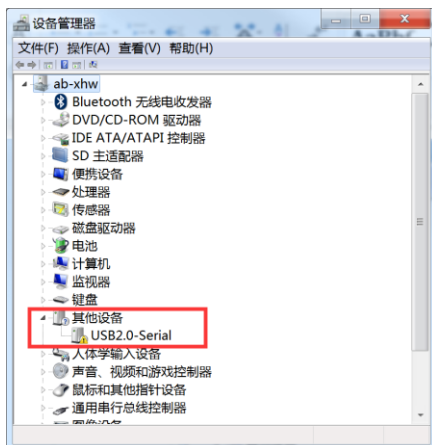 设备管理器
文件(F) 操作(A) 查看(V) 帮助(H)
ab-xhw
Bluetooth 无线电收发器
DVD/CD-ROM 驱动器
IDE ATA/ATAPI 控制器
SD 主适配器
便携设备
处理器
传感器
磁盘驱动器
电池
计算机
监视器
键盘
其他设备
USB2.0-Serial
人体学输入设备
声音、视频和游戏控制器
鼠标和其他指针设备
通用串行总线控制器
图像设备